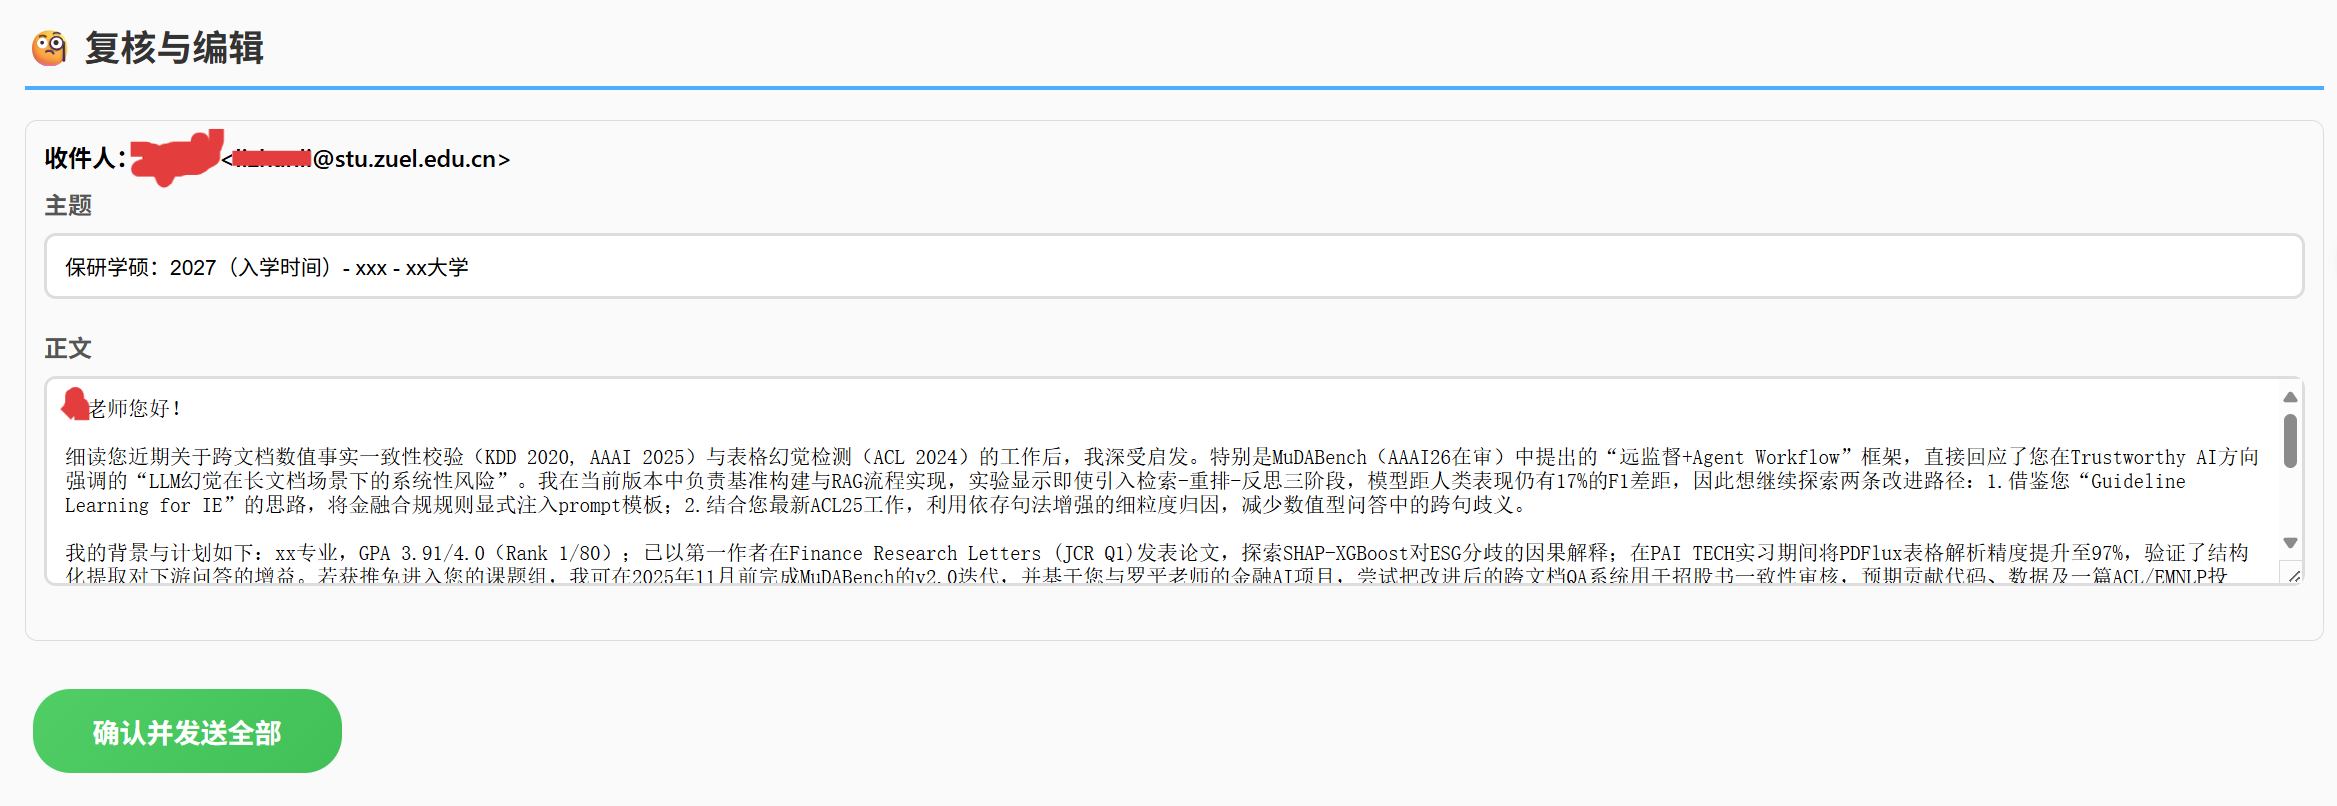 复核与编辑
收件人：<@stu.zuel.edu.cn>
主题
保研学硕：2027（入学时间）- xxx - xx大学
正文
老师您好！
细读您近期关于跨文档数值事实一致性校验（KDD 2020, AAAI 2025）与表格幻觉检测（ACL 2024）的工作后，我深受启发。特别是MuDABench（AAAI26在审）中提出的“远监督+Agent Workflow”框架，直接回应了您在Trustworthy AI方向
强调的“LLM幻觉在长文档场景下的系统性风险”。我在当前版本中负责基准构建与RAG流程实现，实验显示即使引入检索-重排-反思三阶段，模型距人类表现仍有17%的F1差距，因此想继续探索两条改进路径：1.借鉴您“Guideline
Learning for IE”的思路，将金融合规规则显式注入prompt模板；2.结合您最新ACL25工作，利用依存句法增强的细粒度归因，减少数值型问答中的跨句歧义。
我的背景与计划如下：xx专业，GPA 3.91/4.0（Rank 1/80）；已以第一作者在Finance Research Letters (JCR Q1)发表论文，探索SHAP-XGBoost对ESG分歧的因果解释；在PAI TECH实习期间将PDFlux表格解析精度提升至97%，验证了结构
化提取对下游问答的增益。若获推免进入您的课题组，我可在2025年11月前完成MuDABench的v2.0迭代，并基于您与罗平老师的金融AI项目，尝试把改进后的跨文档QA系统用于招股书一致性审核，预期贡献代码、数据及一篇ACL/EMNLP投
确认并发送全部